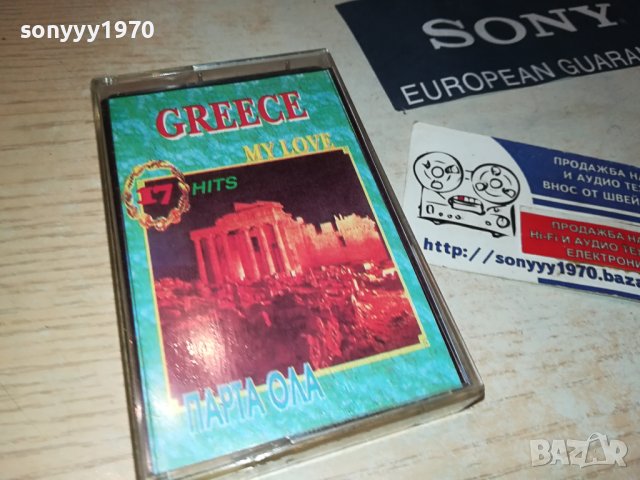 sonyyy1970
SONY
EUROPEAN GUARA
GREECE
MY LOVE
17 HITS
ΠΑΡΤΑ ΟΛΑ
ПРОДАЖБА НА
И АУДИО ТЕ
ВНОС ОТ ШВЕЙ
ПРОДАЖБА НА
Hi-Fi И АУДИО ТЕ
ЕЛЕКТРОНИ
http://sonyyy1970.baza
BAZAR